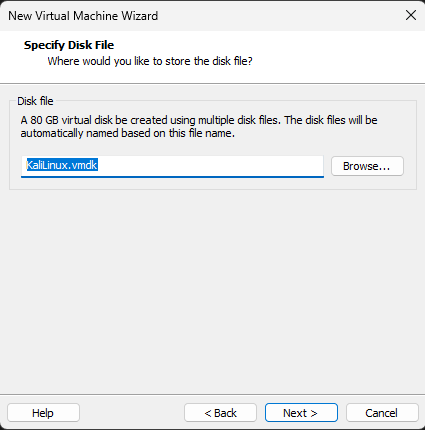 New Virtual Machine Wizard
Specify Disk File
Where would you like to store the disk file?
Disk file
A 80 GB virtual disk be created using multiple disk files. The disk files will be
automatically named based on this file name.
KaliLinux.vmdk
Browse...
Help
< Back
Next >
Cancel